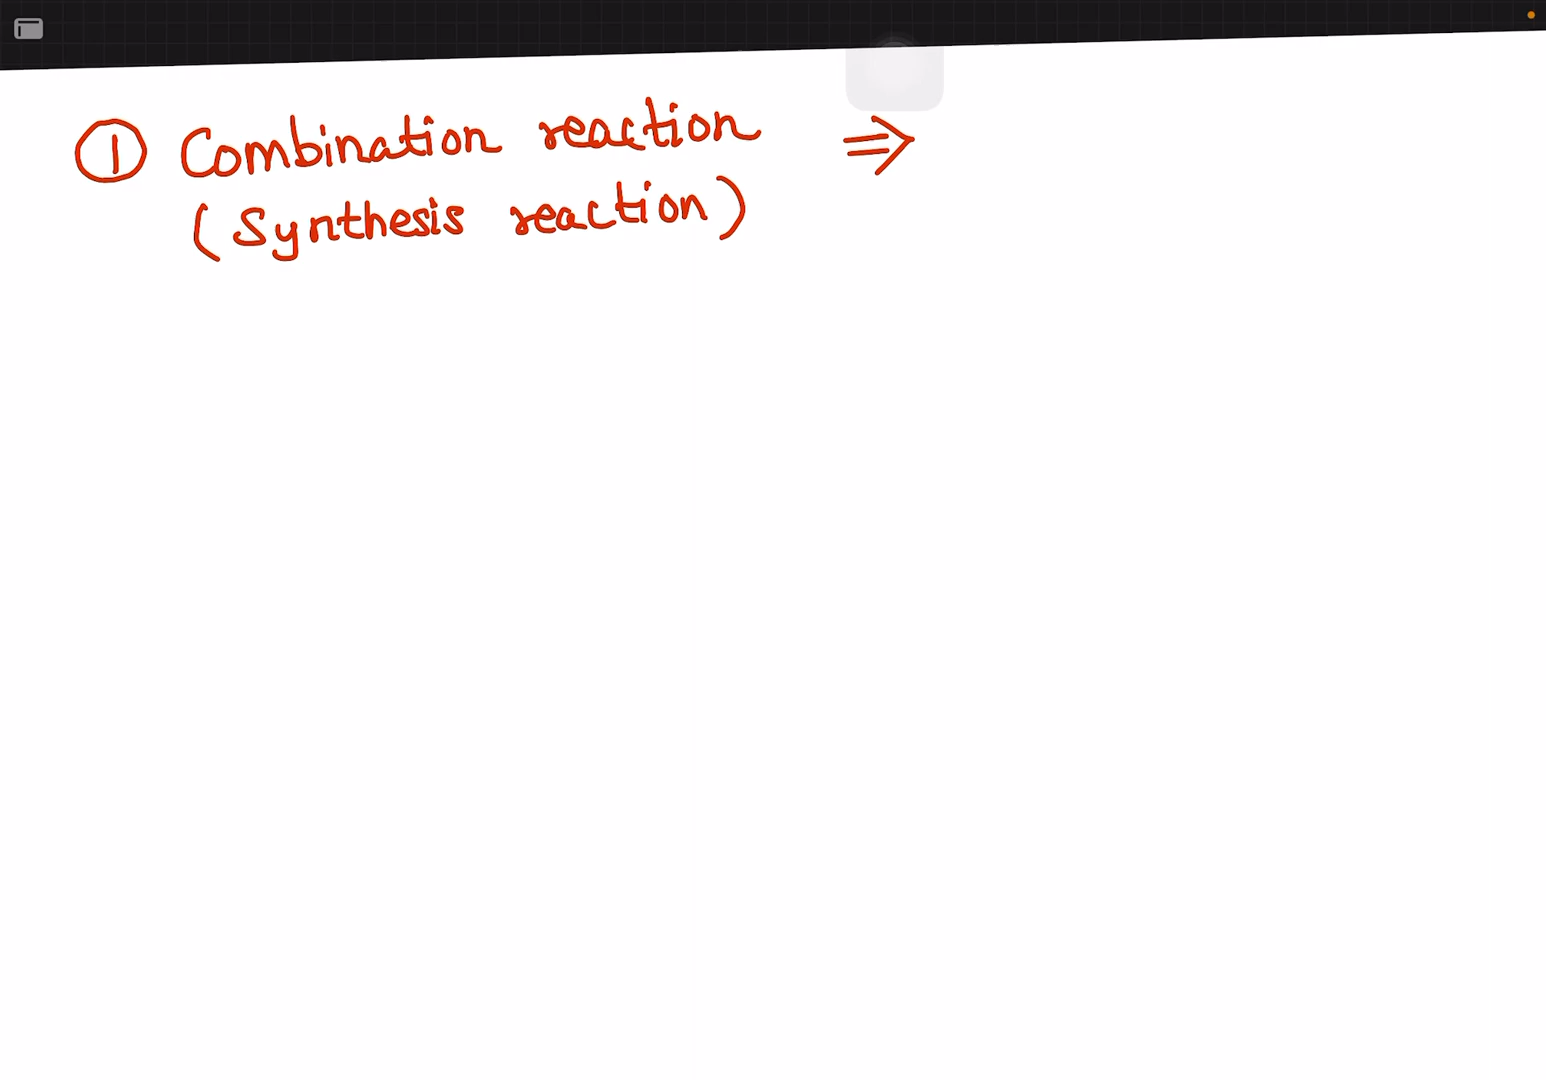 ① Combination reaction ⇒
(Synthesis reaction)